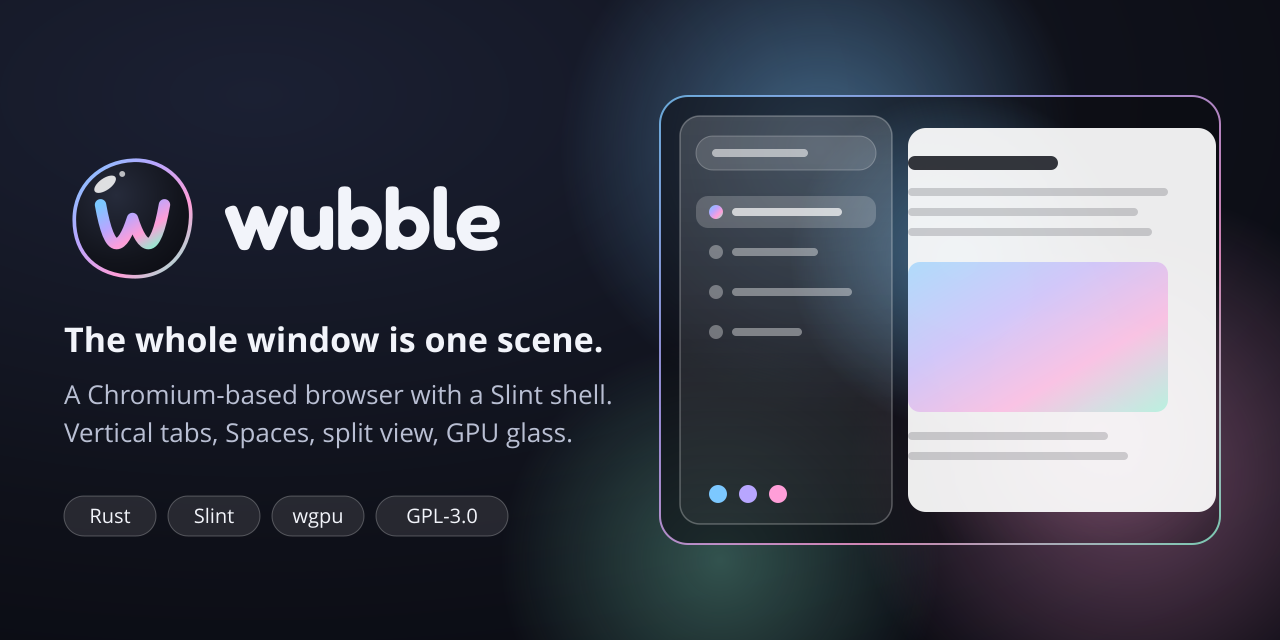 w
wubble
The whole window is one scene.
A Chromium-based browser with a Slint shell.
Vertical tabs, Spaces, split view, GPU glass.
Rust
Slint
wgpu
GPL-3.0